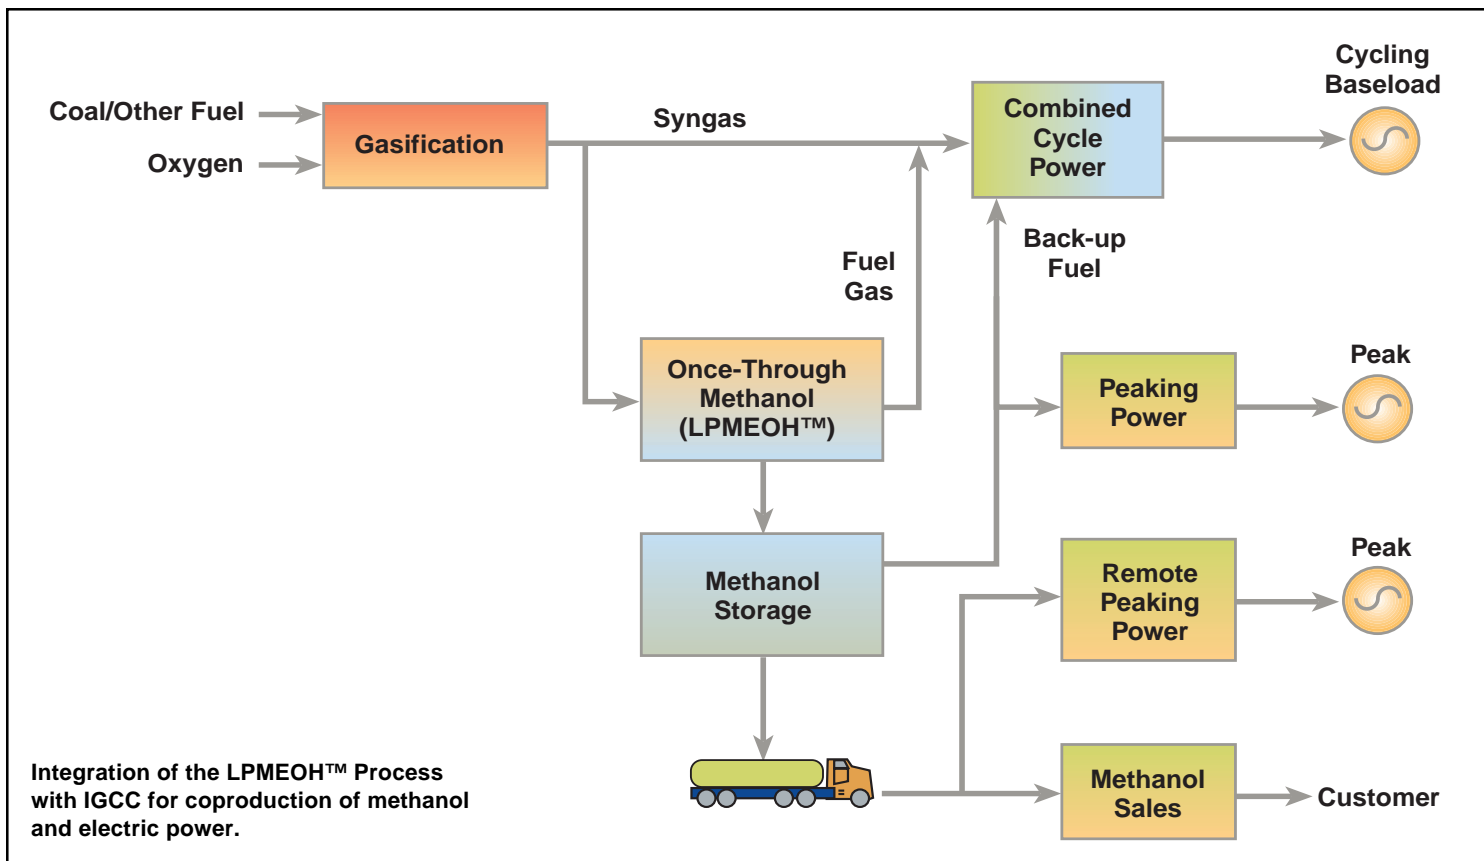 Coal/Other Fuel
Oxygen
Gasification
Syngas
Combined
Cycle
Power
Cycling
Baseload
Fuel
Gas
Back-up
Fuel
Once-Through
Methanol
(LPMEOH™)
Peaking
Power
Peak
Methanol
Storage
Remote
Peaking
Power
Peak
Integration of the LPMEOH™ Process
with IGCC for coproduction of methanol
and electric power.
Methanol
Sales
Customer